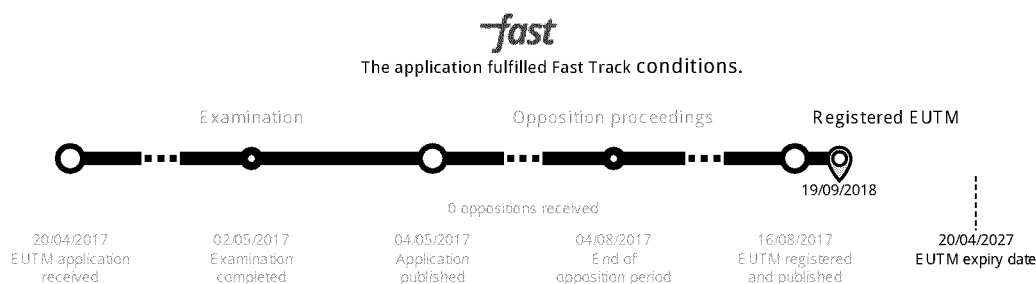 fast
The application fulfilled Fast Track conditions.
Examination
Opposition proceedings
Registered EUTM
19/09/2018
0 oppositions received
20/04/2017
EUTM application
received
02/05/2017
Examination
completed
04/05/2017
Application
published
04/08/2017
End of
opposition period
16/08/2017
EUTM registered
and published
20/04/2027
EUTM expiry date